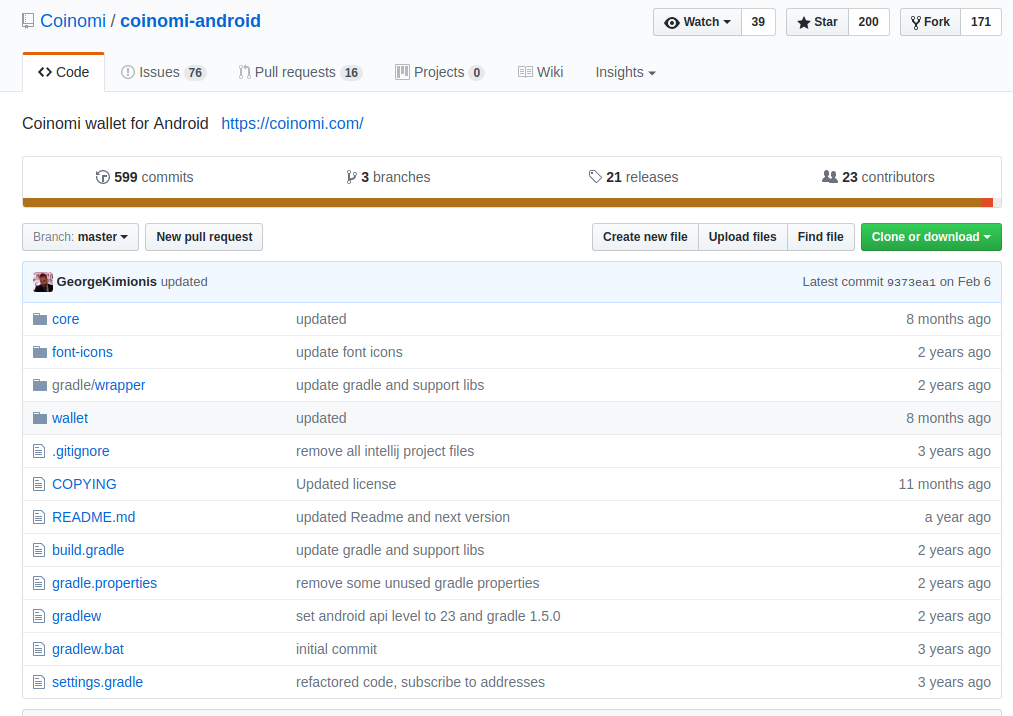 Coinomi / coinomi-android Watch 39 Star 200 Fork 171
Code Issues 76 Pull requests 16 Projects 0 Wiki Insights
Coinomi wallet for Android https://coinomi.com/
599 commits 3 branches 21 releases 23 contributors
Branch: master New pull request Create new file Upload files Find file Clone or download
GeorgeKimionis updated Latest commit 9373ea1 on Feb 6
core updated 8 months ago
font-icons update font icons 2 years ago
gradle/wrapper update gradle and support libs 2 years ago
wallet updated 8 months ago
.gitignore remove all intellij project files 3 years ago
COPYING Updated license 11 months ago
README.md updated Readme and next version a year ago
build.gradle update gradle and support libs 2 years ago
gradle.properties remove some unused gradle properties 2 years ago
gradlew set android api level to 23 and gradle 1.5.0 2 years ago
gradlew.bat initial commit 3 years ago
settings.gradle refactored code, subscribe to addresses 3 years ago